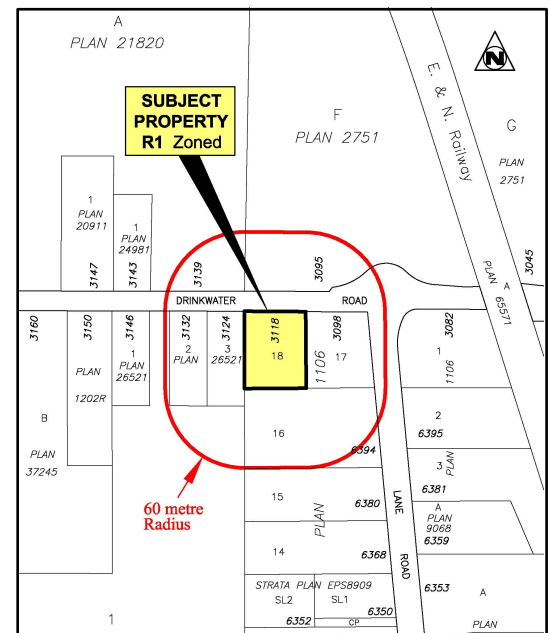 A
PLAN 21820
N
SUBJECT
PROPERTY
R1 Zoned
F
PLAN 2751
E. & N. Railway
G
PLAN
2751
1
PLAN
20911
1
PLAN
24981
3147
3143
3139
3095
3045
A
PLAN 65571
DRINKWATER ROAD
3160
3150
3146
3132
3124
3118
3098
3082
1
PLAN
26521
2
PLAN
3
26521
18
1106
17
1
1106
PLAN
1202R
B
PLAN
37245
16
6394
2
6395
3
PLAN
6381
15
PLAN
6380
LANE
ROAD
A
PLAN
9068
6359
60 metre
Radius
14
6368
STRATA PLAN EPS8909
SL2
SL1
6352
6350
CP
6353
A
PLAN
1